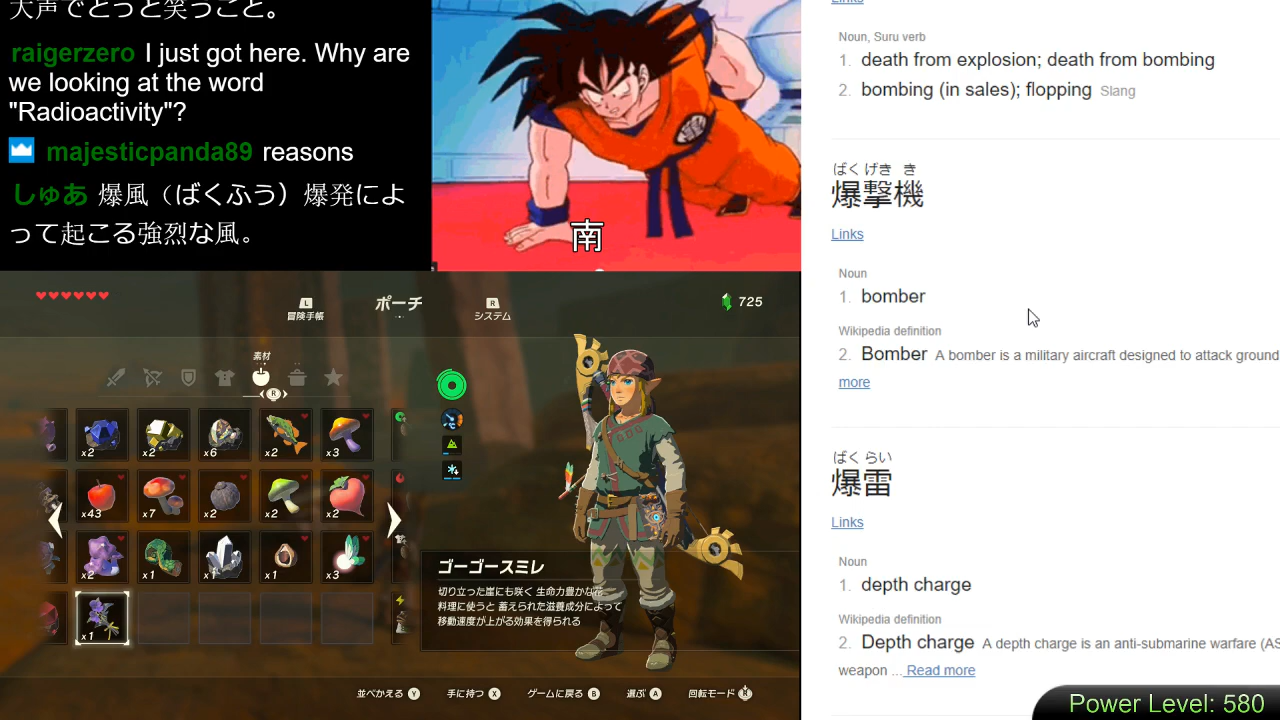 大声でどっと笑うこと。
raigerzero I just got here. Why are
we looking at the word
"Radioactivity"?
majesticpanda89 reasons
しゅあ 爆風（ばくふう）爆発によ
って起こる強烈な風。
南
L
冒険手帳
ポーチ
R
システム
725
素材
R
x2
x2
x6
x2
x3
x43
x7
x2
x2
x2
x2
x1
x1
x1
x3
x1
ゴーゴースミレ
切り立った崖にも咲く 生命力豊かな花
料理に使うと 蓄えられた滋養成分によって
移動速度が上がる効果を得られる
並べかえる Y 手に持つ X ゲームに戻る B 選ぶ A 回転モード R
Links
Noun, Suru verb
1. death from explosion; death from bombing
2. bombing (in sales); flopping Slang
ばく げき き
爆撃機
Links
Noun
1. bomber
Wikipedia definition
2. Bomber A bomber is a military aircraft designed to attack ground
more
ばく らい
爆雷
Links
Noun
1. depth charge
Wikipedia definition
2. Depth charge A depth charge is an anti-submarine warfare (AS
weapon ... Read more
Power Level: 580